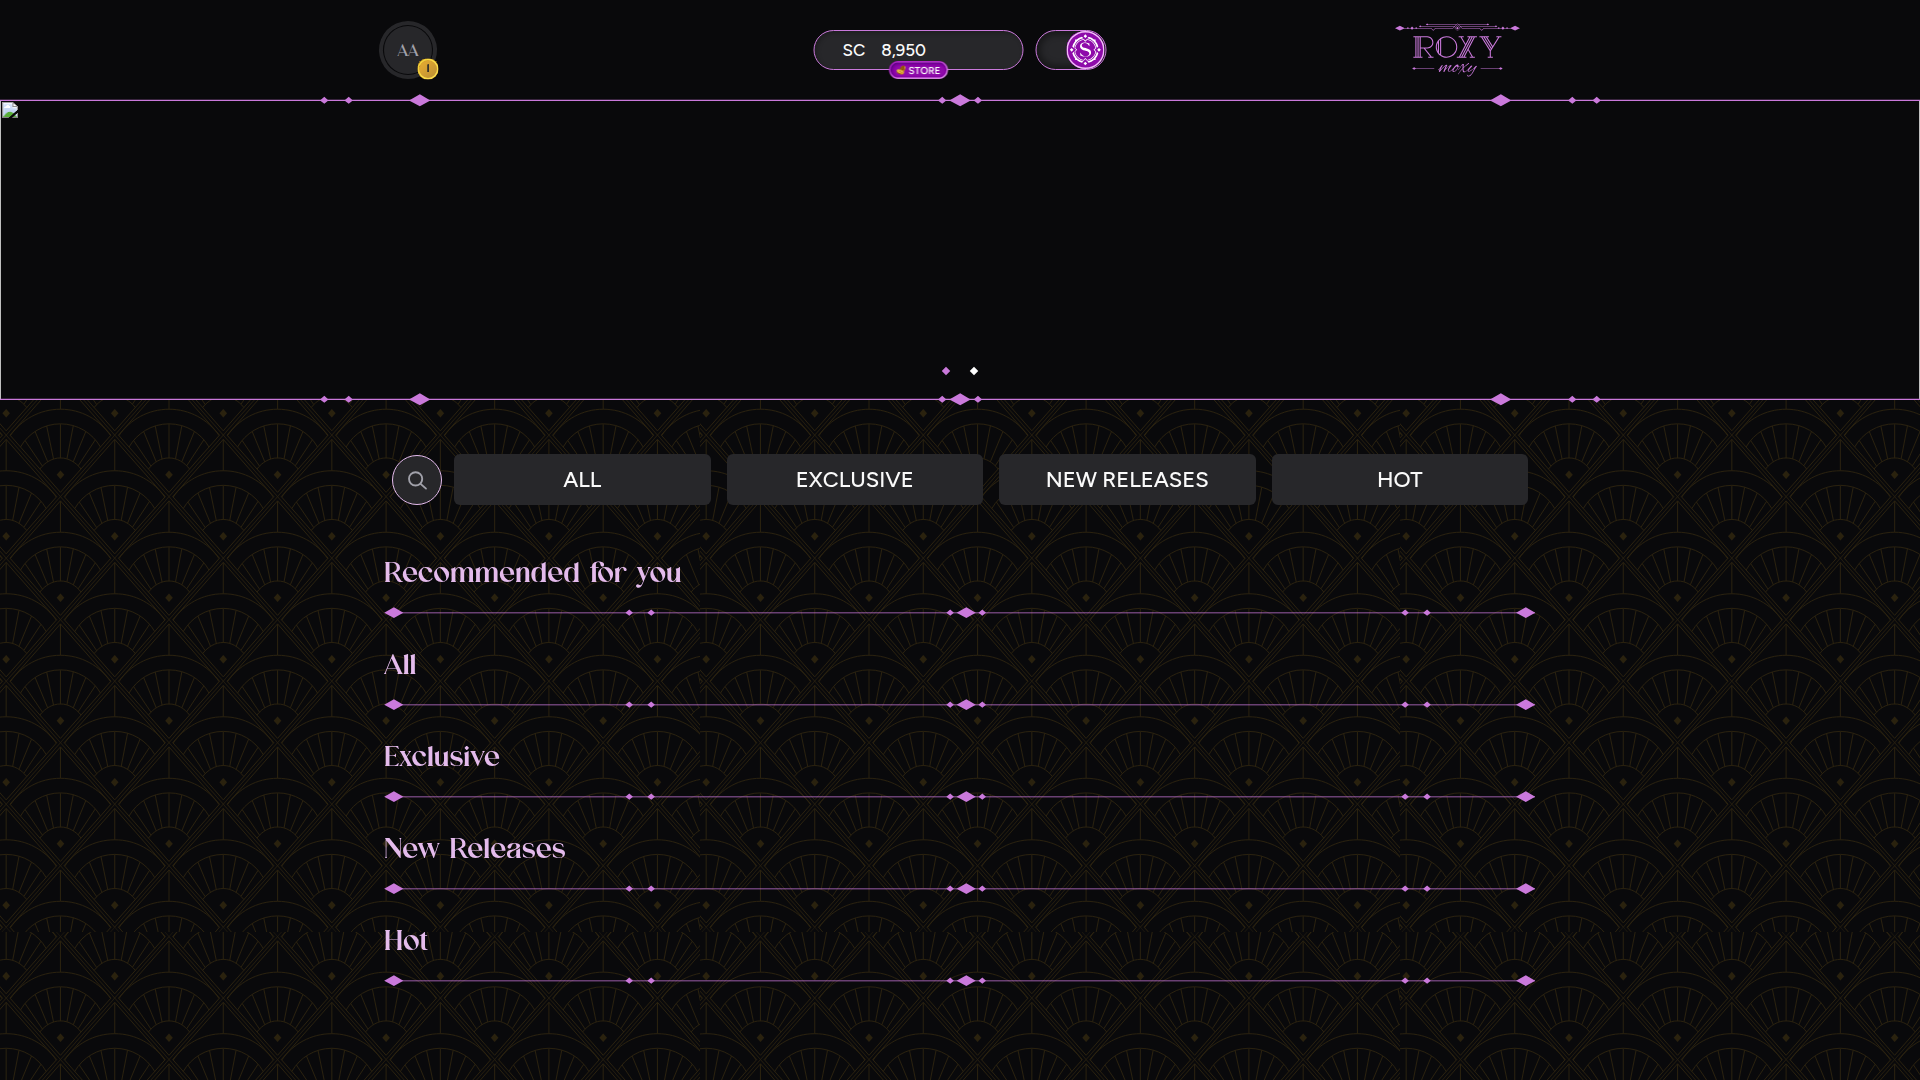 AA
I
SC 8,950
STORE
S
ROXY
moxy
ALL
EXCLUSIVE
NEW RELEASES
HOT
Recommended for you
All
Exclusive
New Releases
Hot